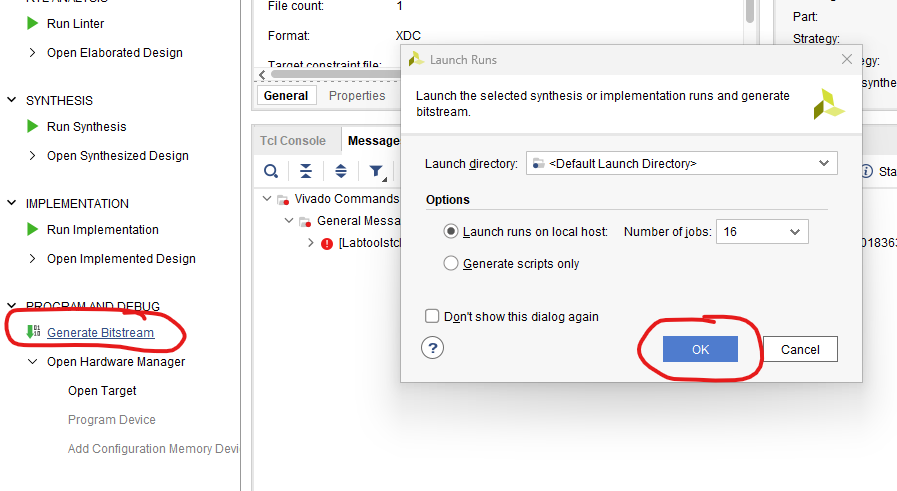 RTL ANALYSIS
Run Linter
Open Elaborated Design
SYNTHESIS
Run Synthesis
Open Synthesized Design
IMPLEMENTATION
Run Implementation
Open Implemented Design
PROGRAM AND DEBUG
Generate Bitstream
Open Hardware Manager
Open Target
Program Device
Add Configuration Memory Devi
File count: 1
Format: XDC
Target constraint file:
General Properties
Tcl Console Message
Vivado Commands
General Messa
[Labtoolstcl
Launch Runs
Launch the selected synthesis or implementation runs and generate
bitstream.
Launch directory: <Default Launch Directory>
Options
Launch runs on local host: Number of jobs: 16
Generate scripts only
Don't show this dialog again
? OK Cancel
Part:
Strategy:
egy:
synthe
Sta
018363